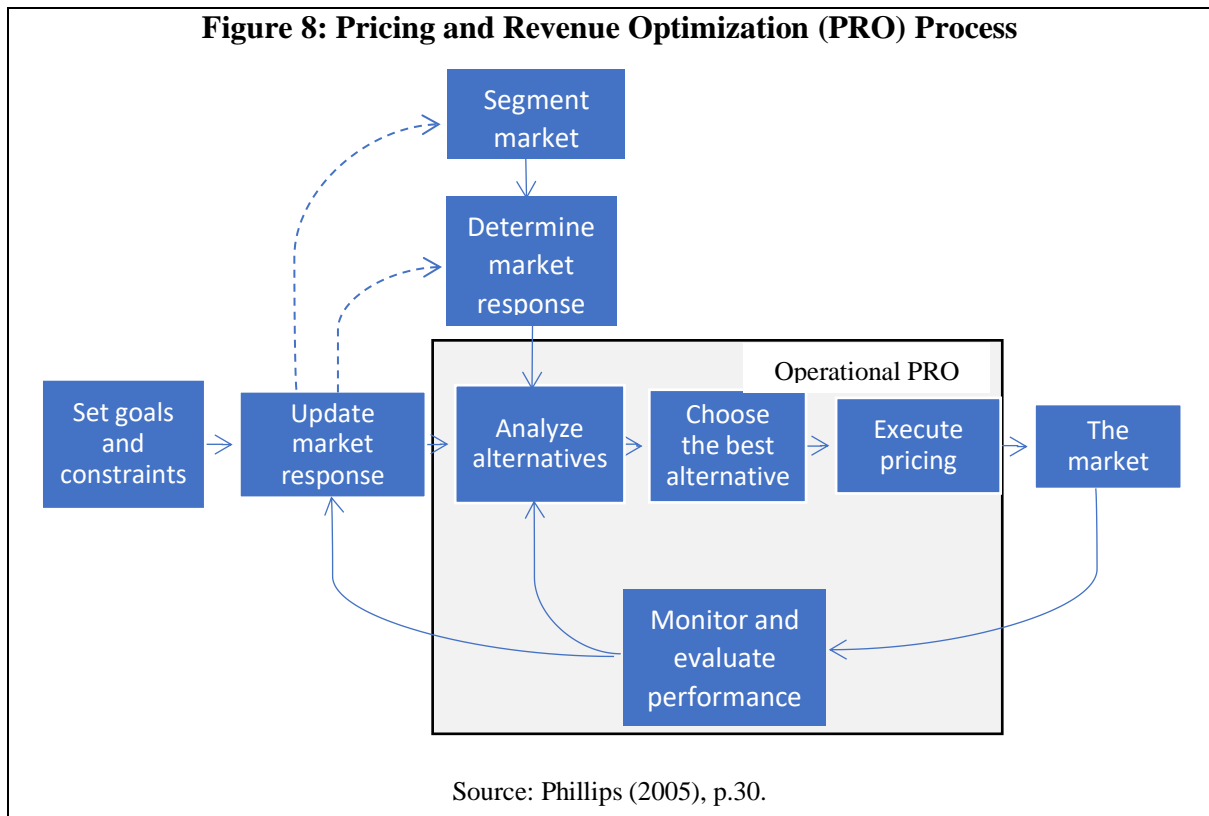 Figure 8: Pricing and Revenue Optimization (PRO) Process
Segment
market
Determine
market
response
Operational PRO
Set goals
and
constraints
Update
market
response
Analyze
alternatives
Choose
the best
alternative
Execute
pricing
The
market
Monitor and
evaluate
performance
Source: Phillips (2005), p.30.